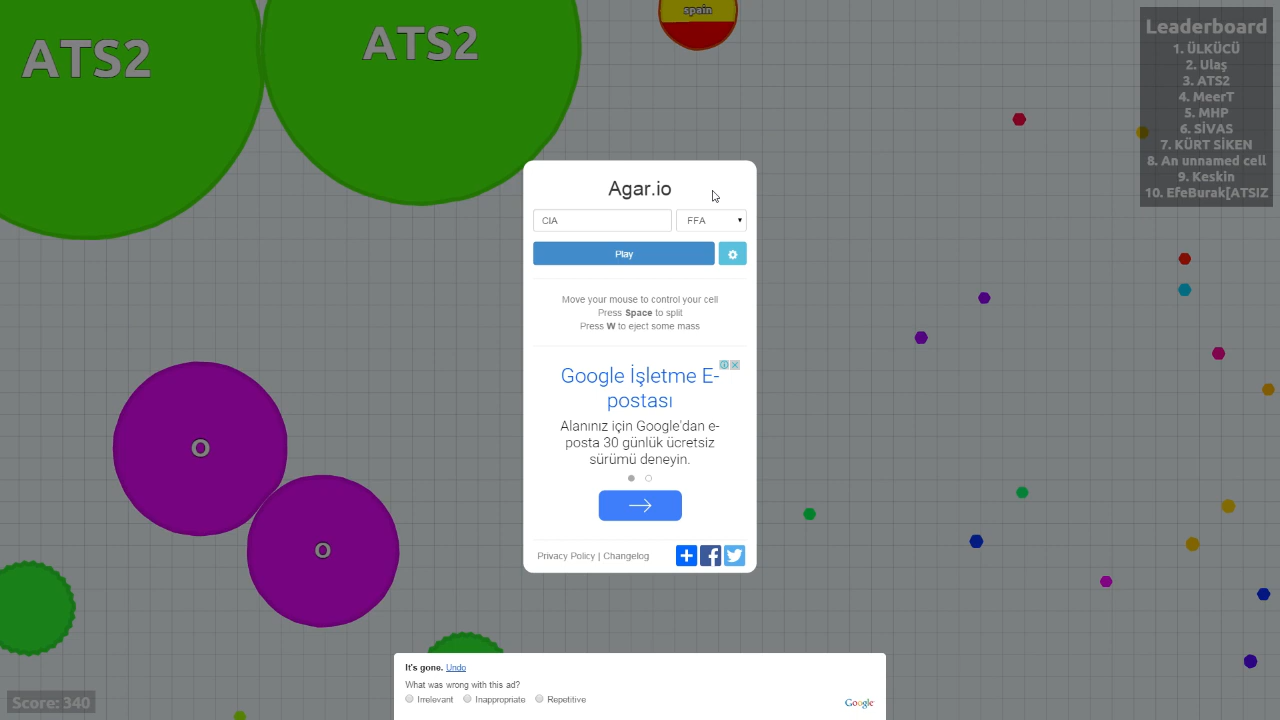 ATS2
ATS2
spain
Leaderboard
1. ÜLKÜCÜ
2. Ulaş
3. ATS2
4. MeerT
5. MHP
6. SİVAS
7. KÜRT SİKEN
8. An unnamed cell
9. Keskin
10. EfeBurak[ATSIZ
Agar.io
CIA
FFA
Play
Move your mouse to control your cell
Press Space to split
Press W to eject some mass
Google İşletme E-
postası
Alanınız için Google'dan e-
posta 30 günlük ücretsiz
sürümü deneyin.
Privacy Policy | Changelog
O
O
It's gone. Undo
What was wrong with this ad?
Irrelevant Inappropriate Repetitive
Google
Score: 340